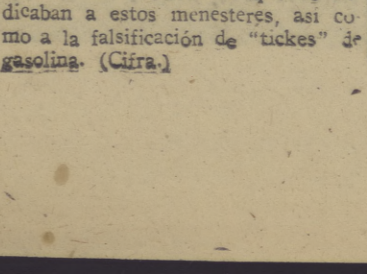 dicaban a estos menesteres, así co-
mo a la falsificación de “tickes” de
gasolina. (Cifra.)